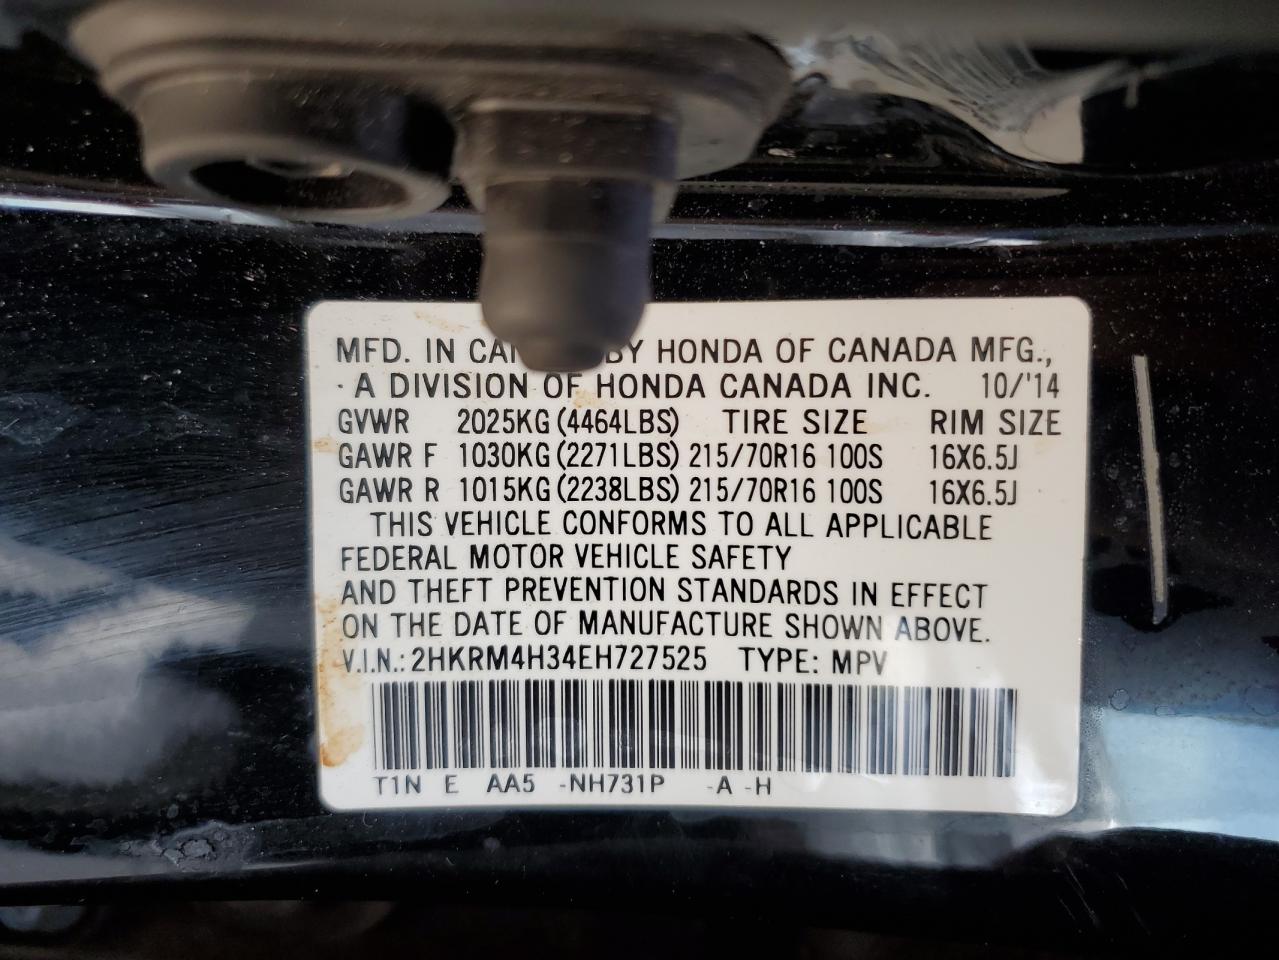 MFD. IN BY HONDA OF CANADA MFG.,
A DIVISION OF HONDA CANADA INC. 10/'14
GVWR 2025KG (4464LBS) TIRE SIZE RIM SIZE
GAWR F 1030KG (2271LBS) 215/70R16 100S 16X6.5J
GAWR R 1015KG (2238LBS) 215/70R16 100S 16X6.5J
THIS VEHICLE CONFORMS TO ALL APPLICABLE
FEDERAL MOTOR VEHICLE SAFETY
AND THEFT PREVENTION STANDARDS IN EFFECT
ON THE DATE OF MANUFACTURE SHOWN ABOVE.
V.I.N.: 2HKRM4H34EH727525 TYPE: MPV
T1N E AA5 -NH731P -A -H